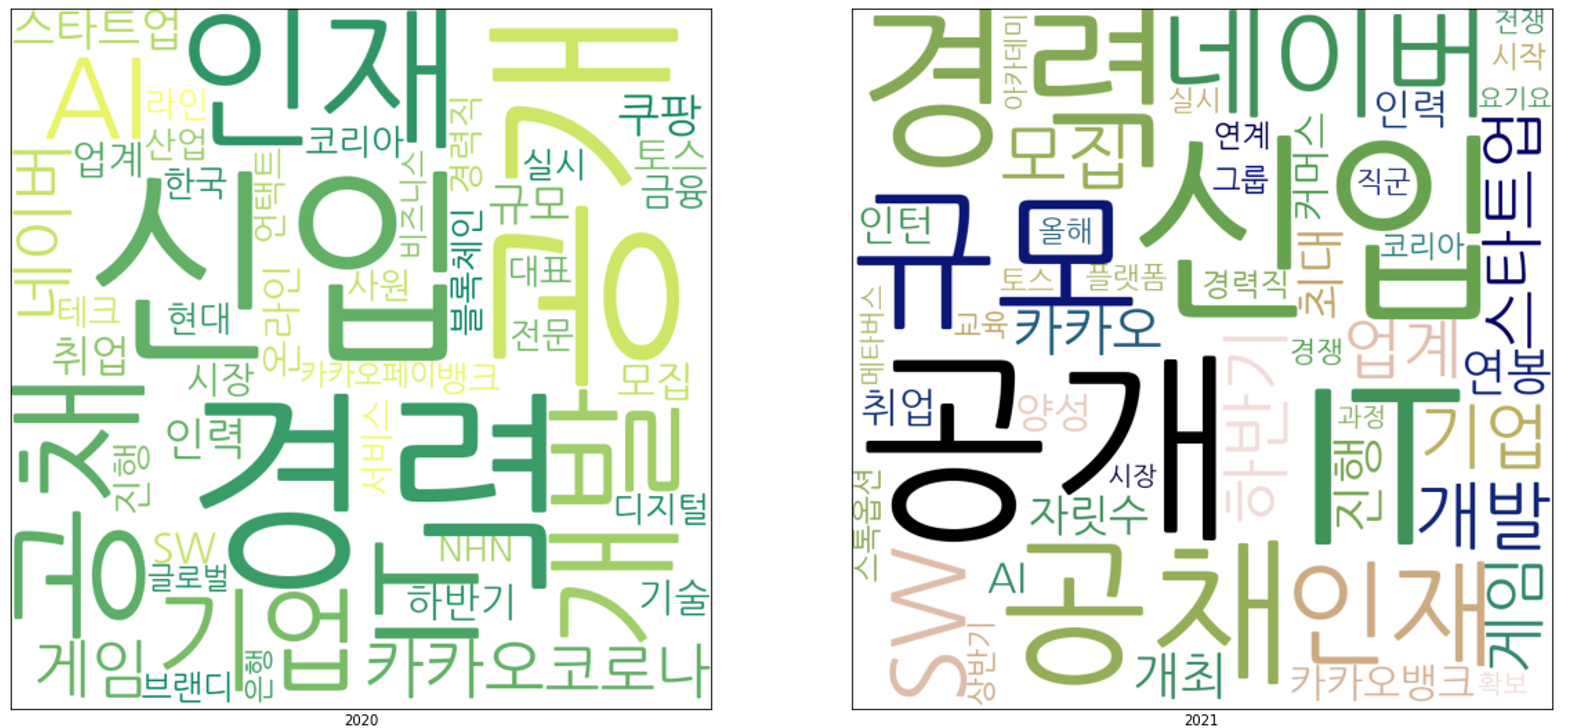 스타트업
인재
공개
AI
라인
쿠팡
업계
산업
코리아
경력직
실시
토스
네이버
한국
언택트
비즈니스
규모
금융
신입
블록체인
대표
테크
현대
온라인
사원
전문
취업
시장
카카오페이뱅크
모집
공채
인력
경력
서비스
개발
진행
디지털
SW
NHN
글로벌
IT
하반기
기술
기업
게임
브랜디
은행
카카오
코로나
2020
경력
아카데미
네이버
전쟁
시작
실시
인력
요기요
모집
연계
커머스
스타트업
그룹
신입
직군
인턴
규모
올해
코리아
토스
플랫폼
경력직
최대
메타버스
교육
카카오
하반기
경쟁
업계
연봉
취업
공개
양성
IT
과정
기업
시장
진행
스톡옵션
자릿수
개발
SW
AI
공채
인재
게임
상반기
개최
카카오뱅크
확보
2021